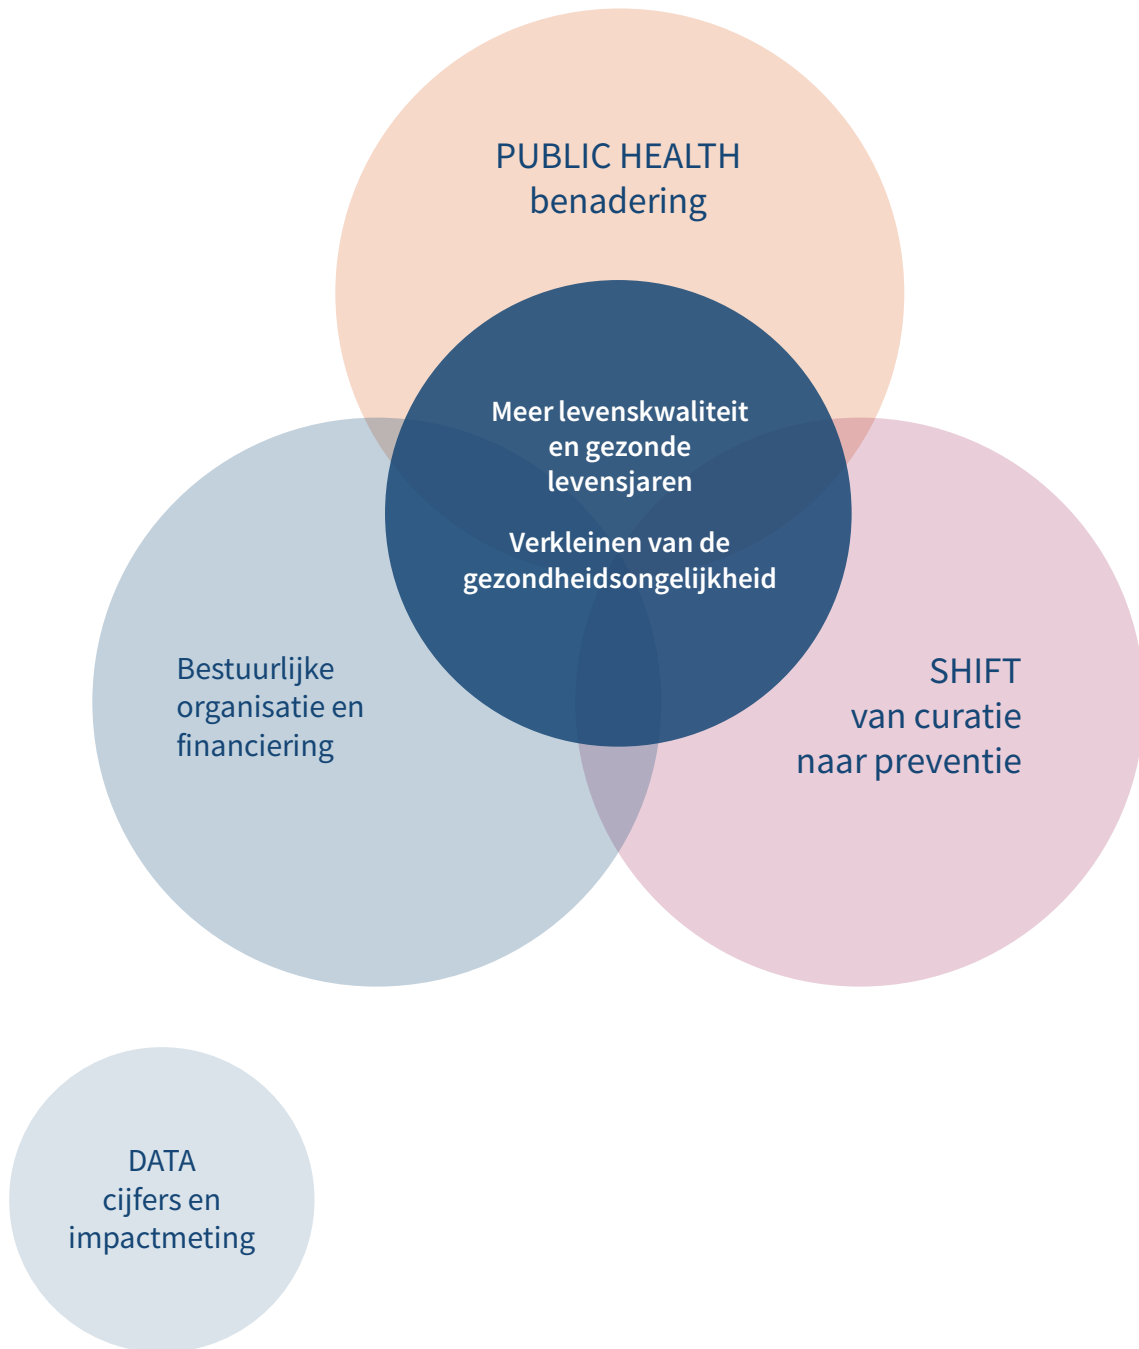 PUBLIC HEALTH
benadering
Meer levenskwaliteit
en gezonde
levensjaren
Verkleinen van de
gezondheidsongelijkheid
Bestuurlijke
organisatie en
financiering
SHIFT
van curatie
naar preventie
DATA
cijfers en
impactmeting